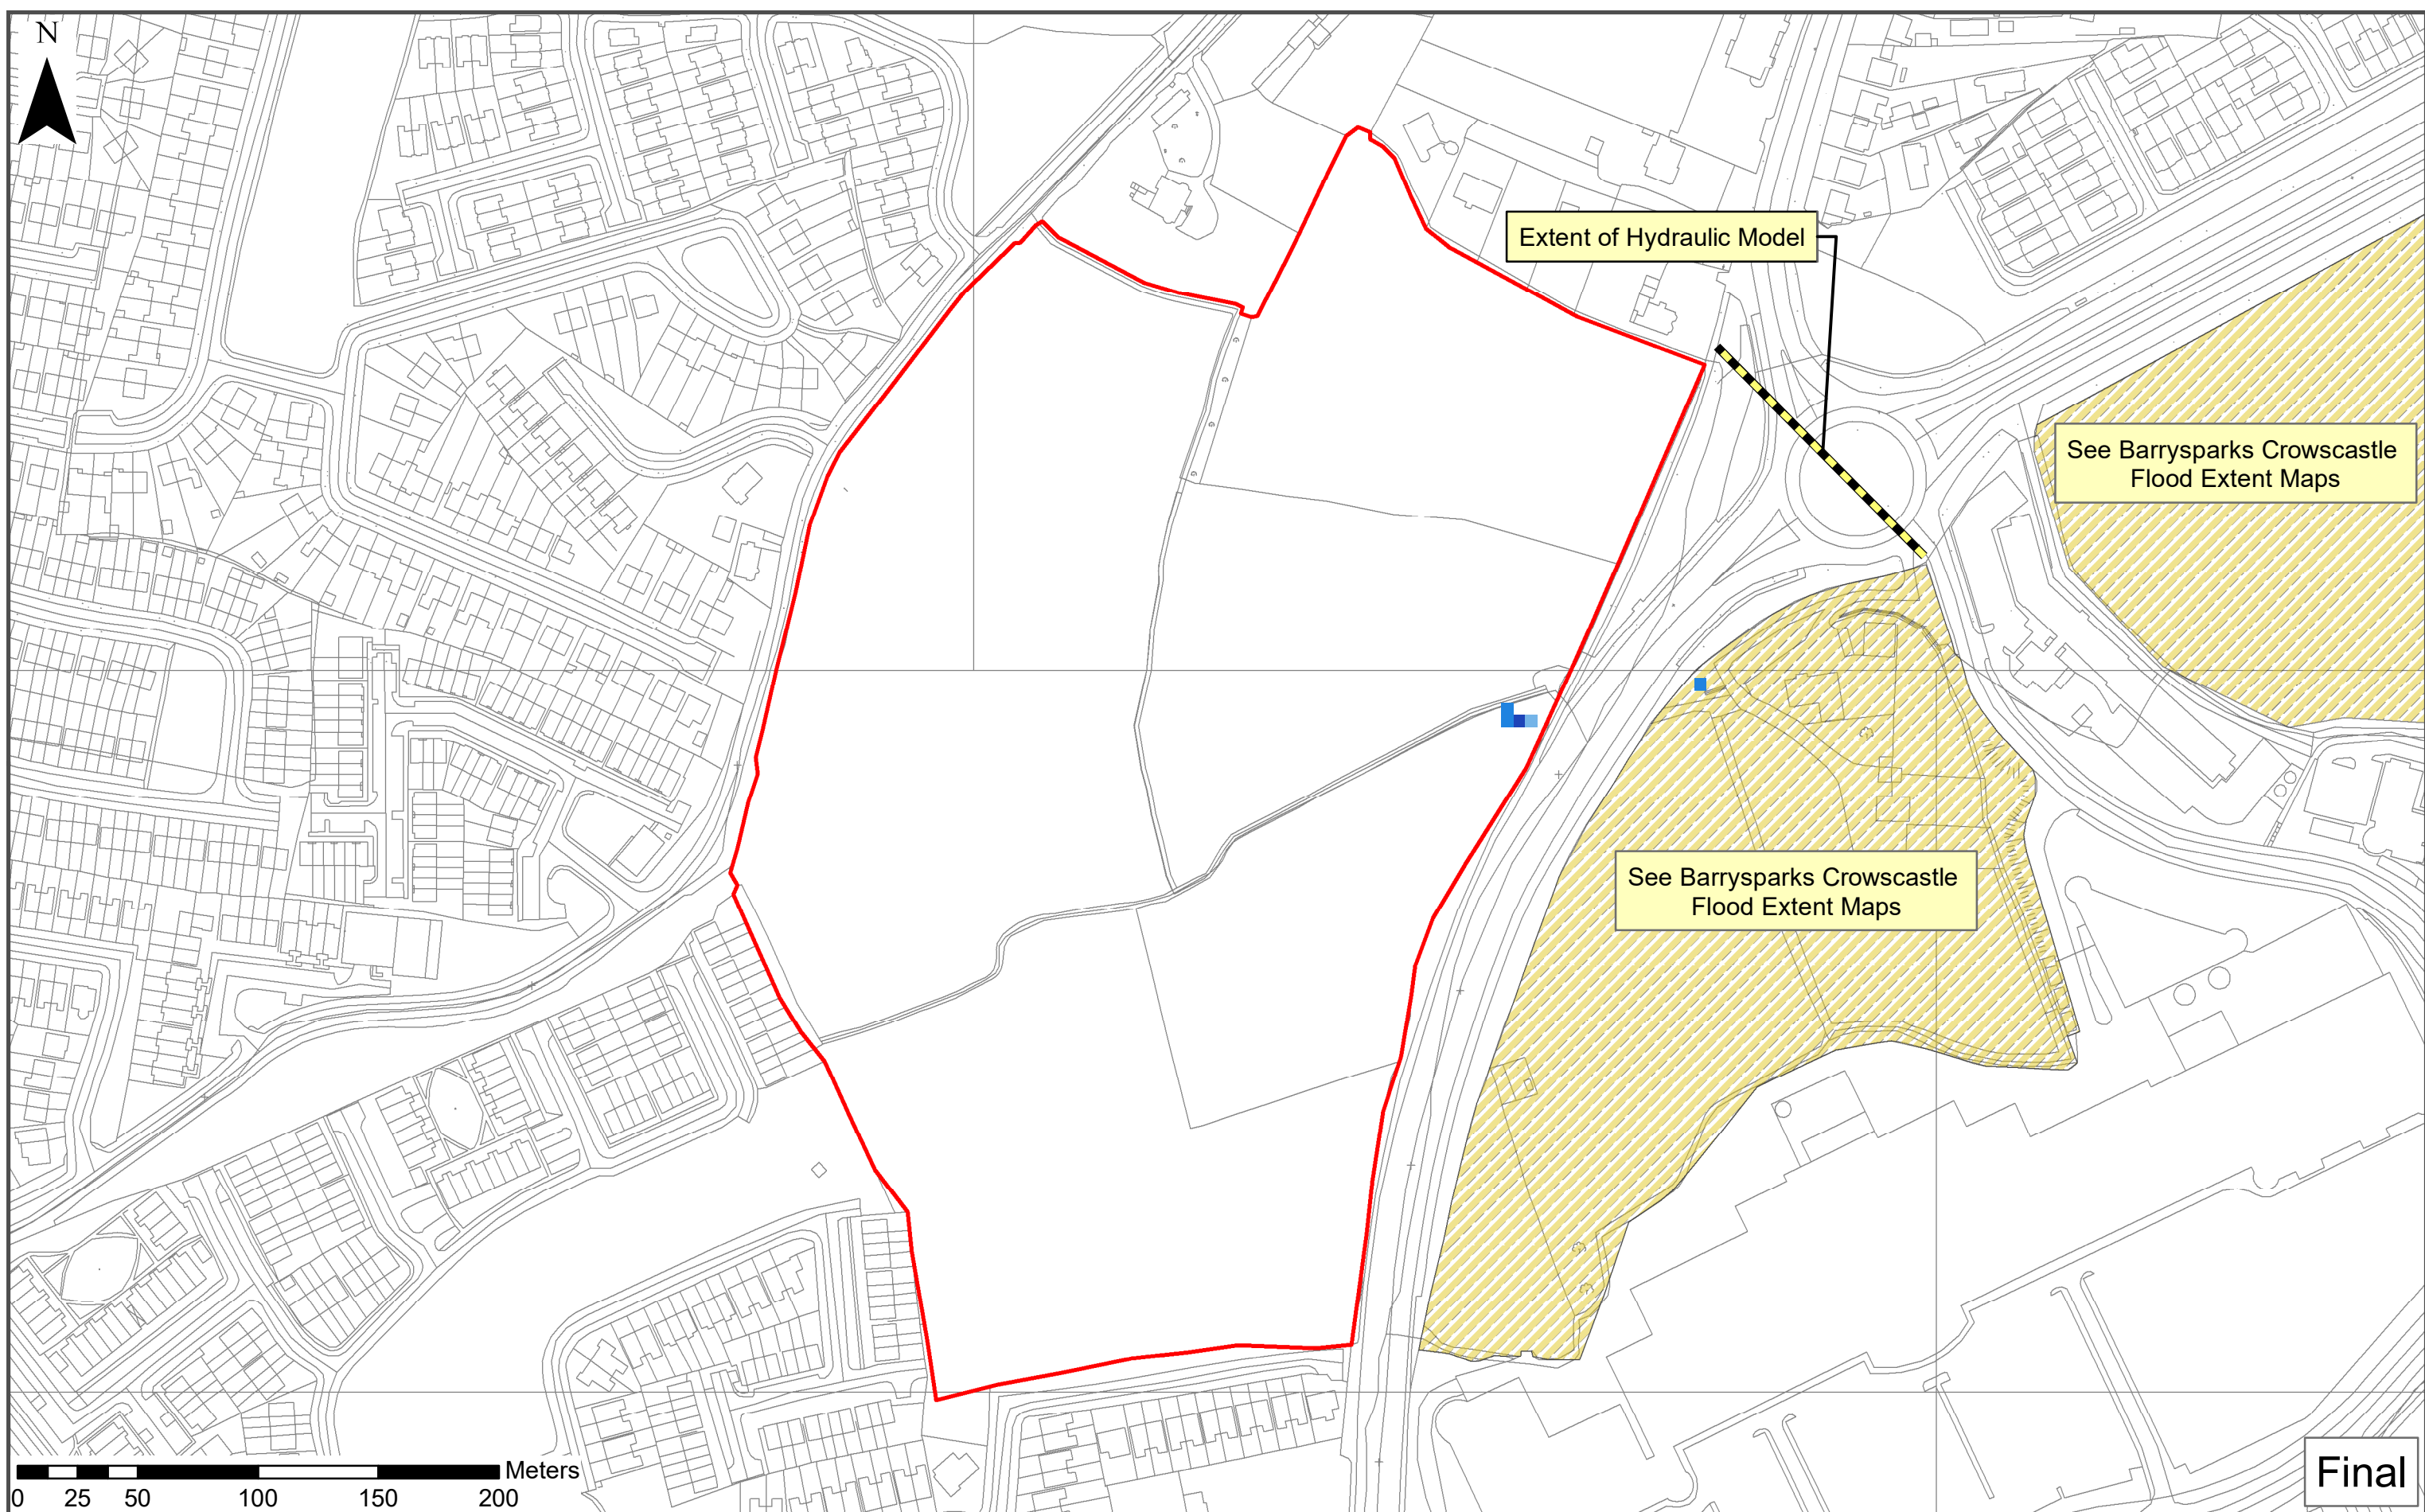 N
Extent of Hydraulic Model
See Barrysparks Crowscastle
Flood Extent Maps
See Barrysparks Crowscastle
Flood Extent Maps
Meters
0 25 50 100 150 200
Final